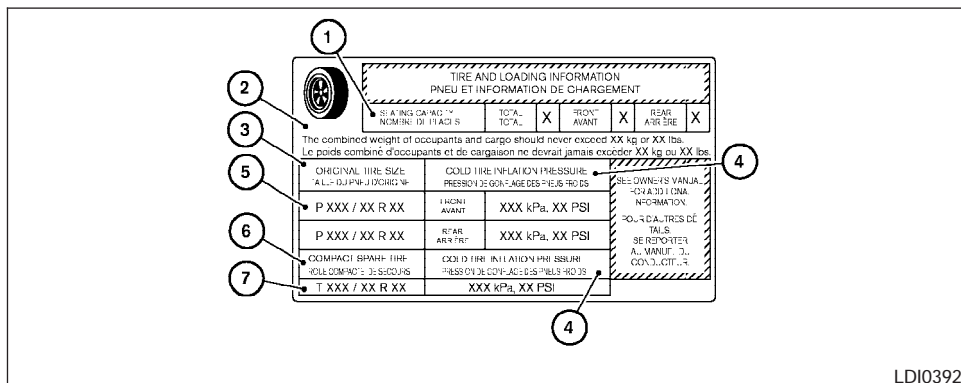 1
TIRE AND LOADING INFORMATION
PNEU ET INFORMATION DE CHARGEMENT
2
SEATING CAPACITY TOTAL X FRONT X REAR X
NOMBRE DE PLACES TOTAL AVANT ARRIÈRE
The combined weight of occupants and cargo should never exceed XX kg or XX lbs.
Le poids combiné d'occupants et de cargaison ne devrait jamais excéder XX kg ou XX lbs.
3
ORIGINAL TIRE SIZE COLD TIRE INFLATION PRESSURE
TAILLE DU PNEU D'ORIGINE PRESSION DE GONFLAGE DES PNEUS FROIDS
4
5
P XXX / XX R XX FRONT AVANT XXX kPa, XX PSI
P XXX / XX R XX REAR ARRIÈRE XXX kPa, XX PSI
6
COMPACT SPARE TIRE COLD TIRE INFLATION PRESSURE
ROUE COMPACTE DE SECOURS PRESSION DE GONFLAGE DES PNEUS FROIDS
7
T XXX / XX R XX XXX kPa, XX PSI
4
SEE OWNER'S MANUAL
FOR ADDITIONAL
INFORMATION.
POUR D'AUTRES DÉ
TAILS,
SE REPORTER
AU MANUEL DU
CONDUCTEUR.
LDI0392